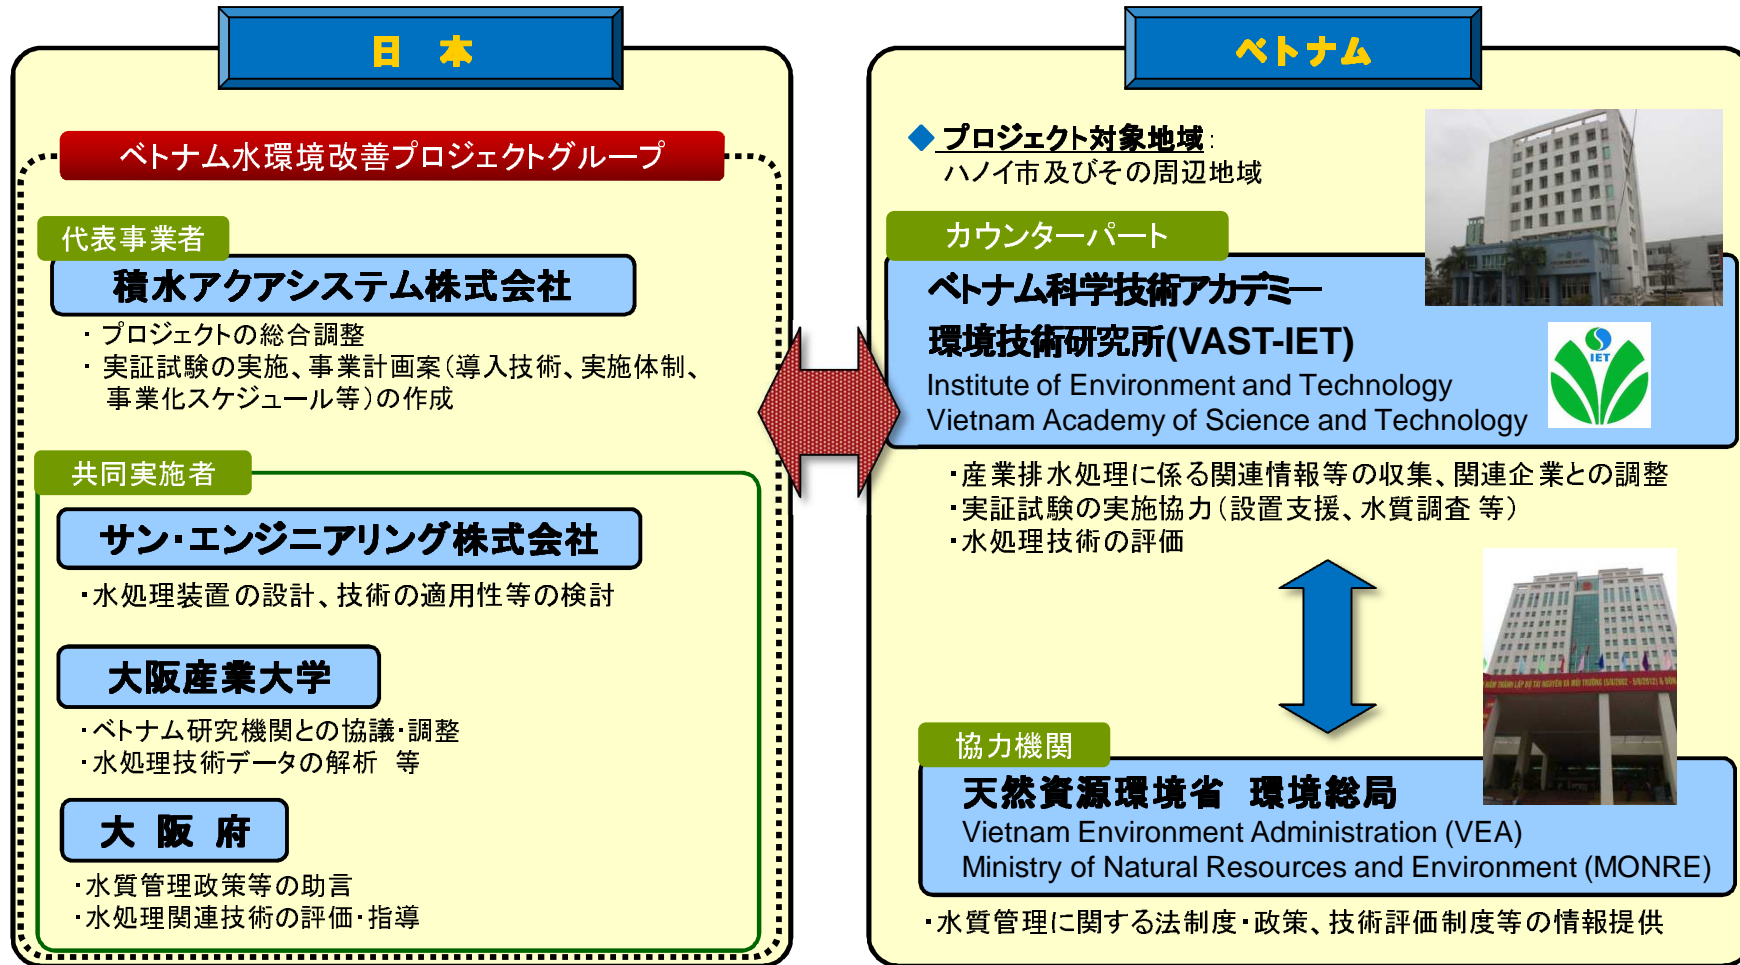 日 本
ベトナム水環境改善プロジェクトグループ
代表事業者
積水アクアシステム株式会社
・プロジェクトの総合調整
・実証試験の実施、事業計画案(導入技術、実施体制、
事業化スケジュール等)の作成
共同実施者
サン・エンジニアリング株式会社
・水処理装置の設計、技術の適用性等の検討
大阪産業大学
・ベトナム研究機関との協議・調整
・水処理技術データの解析 等
大 阪 府
・水質管理政策等の助言
・水処理関連技術の評価・指導
ベトナム
◆プロジェクト対象地域:
ハノイ市及びその周辺地域
カウンターパート
ベトナム科学技術アカデミー
環境技術研究所(VAST-IET)
Institute of Environment and Technology
Vietnam Academy of Science and Technology
IET
・産業排水処理に係る関連情報等の収集、関連企業との調整
・実証試験の実施協力(設置支援、水質調査 等)
・水処理技術の評価
NĂM THÀNH LẬP BỘ TÀI NGUYÊN VÀ MÔI TRƯỜNG (5/8/2002 - 5/8/2012) & ĐÓN
協力機関
天然資源環境省 環境総局
Vietnam Environment Administration (VEA)
Ministry of Natural Resources and Environment (MONRE)
・水質管理に関する法制度・政策、技術評価制度等の情報提供